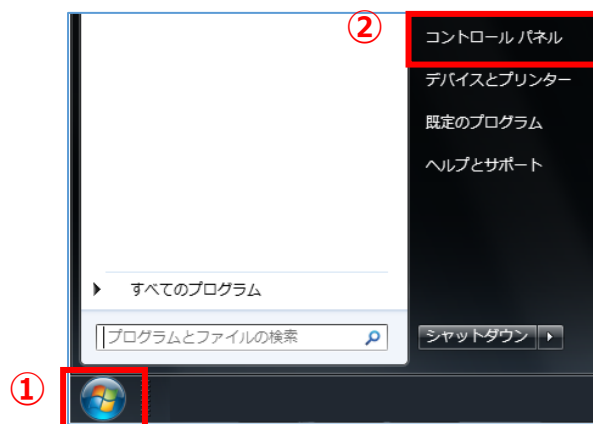 ②
コントロール パネル
デバイスとプリンター
既定のプログラム
ヘルプとサポート
すべてのプログラム
プログラムとファイルの検索
シャットダウン
①